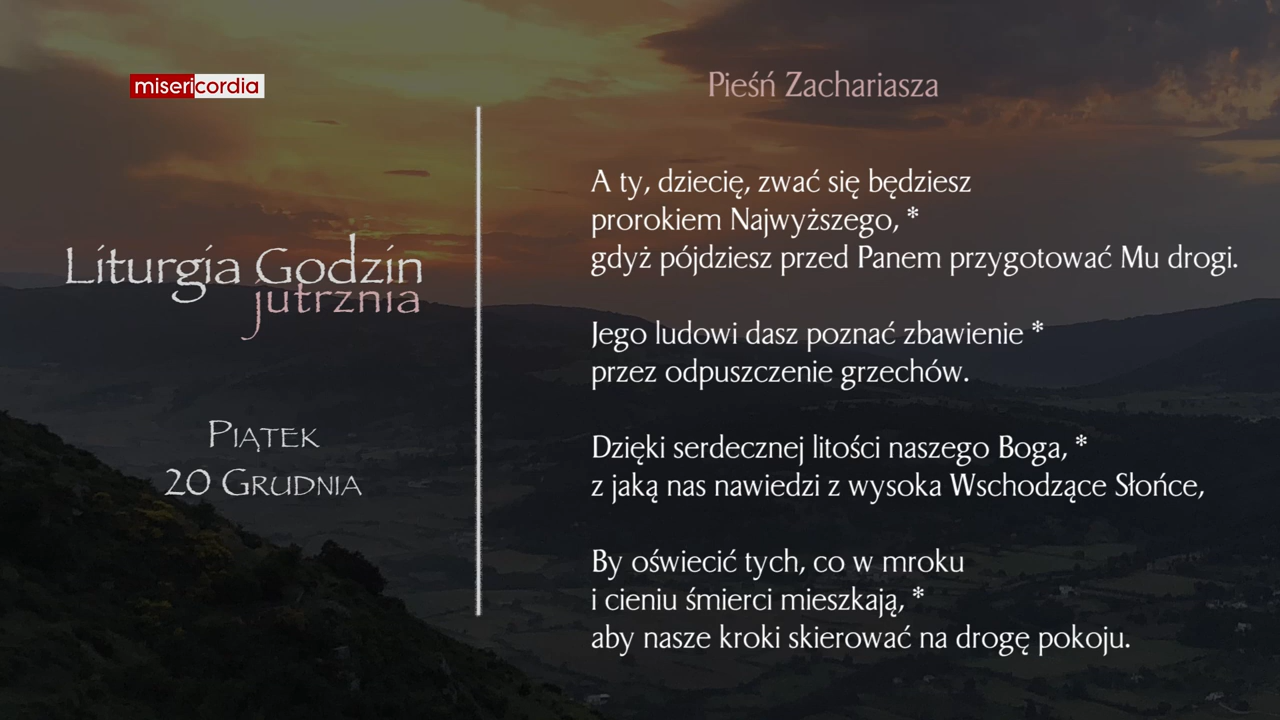 misericordia
Liturgia Godzin
jutrznia
Piątek
20 Grudnia
Pieśń Zachariasza
A ty, dziecię, zwać się będziesz
prorokiem Najwyższego, *
gdyż pójdziesz przed Panem przygotować Mu drogi.
Jego ludowi dasz poznać zbawienie *
przez odpuszczenie grzechów.
Dzięki serdecznej litości naszego Boga, *
z jaką nas nawiedzi z wysoka Wschodzące Słońce,
By oświecić tych, co w mroku
i cieniu śmierci mieszkają, *
aby nasze kroki skierować na drogę pokoju.